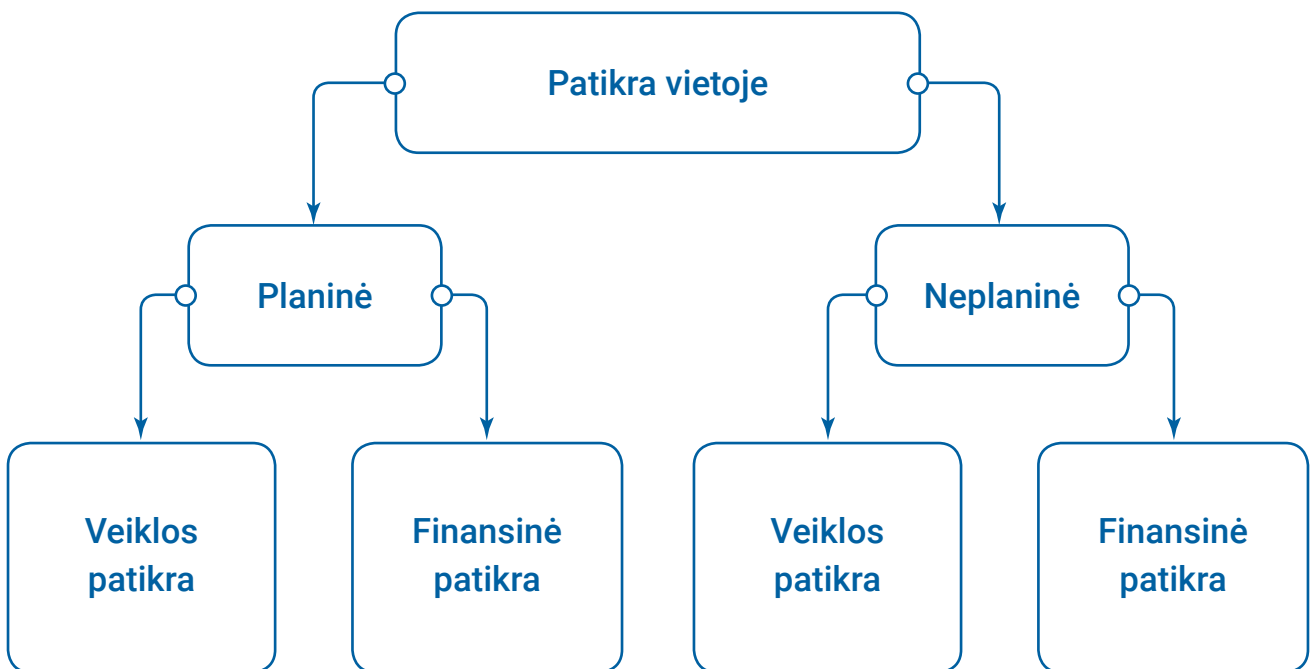 Patikra vietoje
Planinė
Neplaninė
Veiklos
patikra
Finansinė
patikra
Veiklos
patikra
Finansinė
patikra